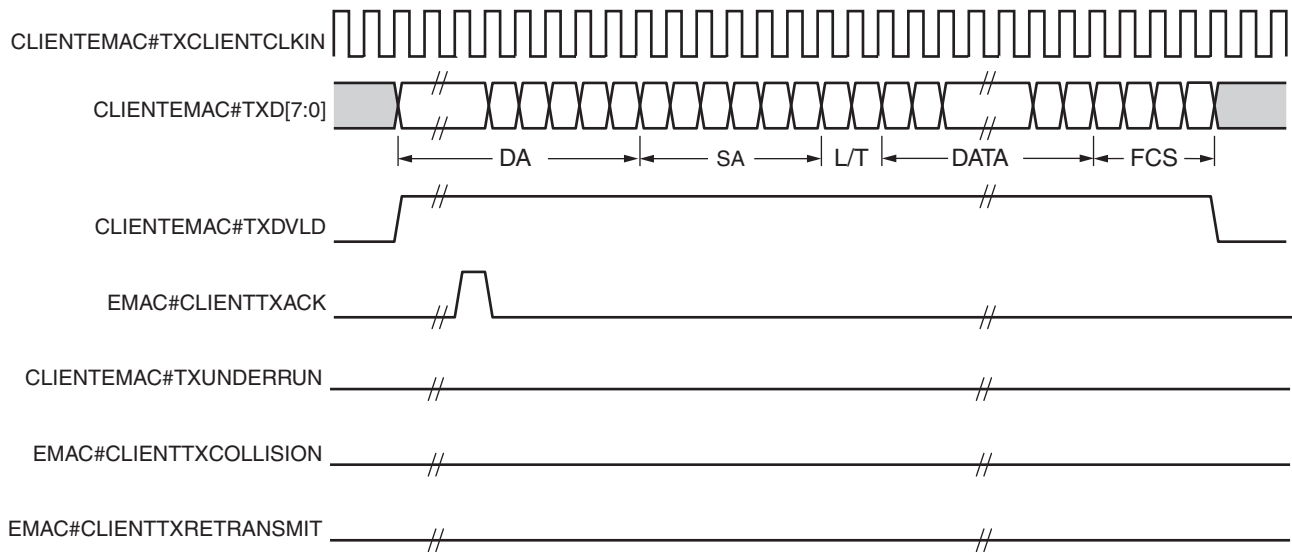 CLIENTEMAC#TXCLIENTCLKIN
CLIENTEMAC#TXD[7:0]
DA SA L/T DATA FCS
CLIENTEMAC#TXDVLD
EMAC#CLIENTTXACK
CLIENTEMAC#TXUNDERRUN
EMAC#CLIENTTXCOLLISION
EMAC#CLIENTTXRETRANSMIT